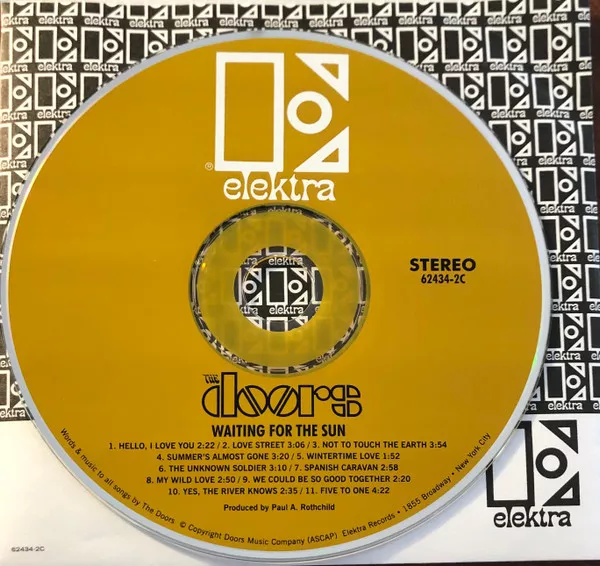 elektra
®
elektra
STEREO
62434-2C
THE
doors
WAITING FOR THE SUN
1. HELLO, I LOVE YOU 2:22 / 2. LOVE STREET 3:06 / 3. NOT TO TOUCH THE EARTH 3:54
4. SUMMER'S ALMOST GONE 3:20 / 5. WINTERTIME LOVE 1:52
6. THE UNKNOWN SOLDIER 3:10 / 7. SPANISH CARAVAN 2:58
8. MY WILD LOVE 2:50 / 9. WE COULD BE SO GOOD TOGETHER 2:20
10. YES, THE RIVER KNOWS 2:35 / 11. FIVE TO ONE 4:22
Produced by Paul A. Rothchild
Words & music to all songs by The Doors © Copyright Doors Music Company (ASCAP) Elektra Records • 1855 Broadway • New York City
elektra
62434-2C